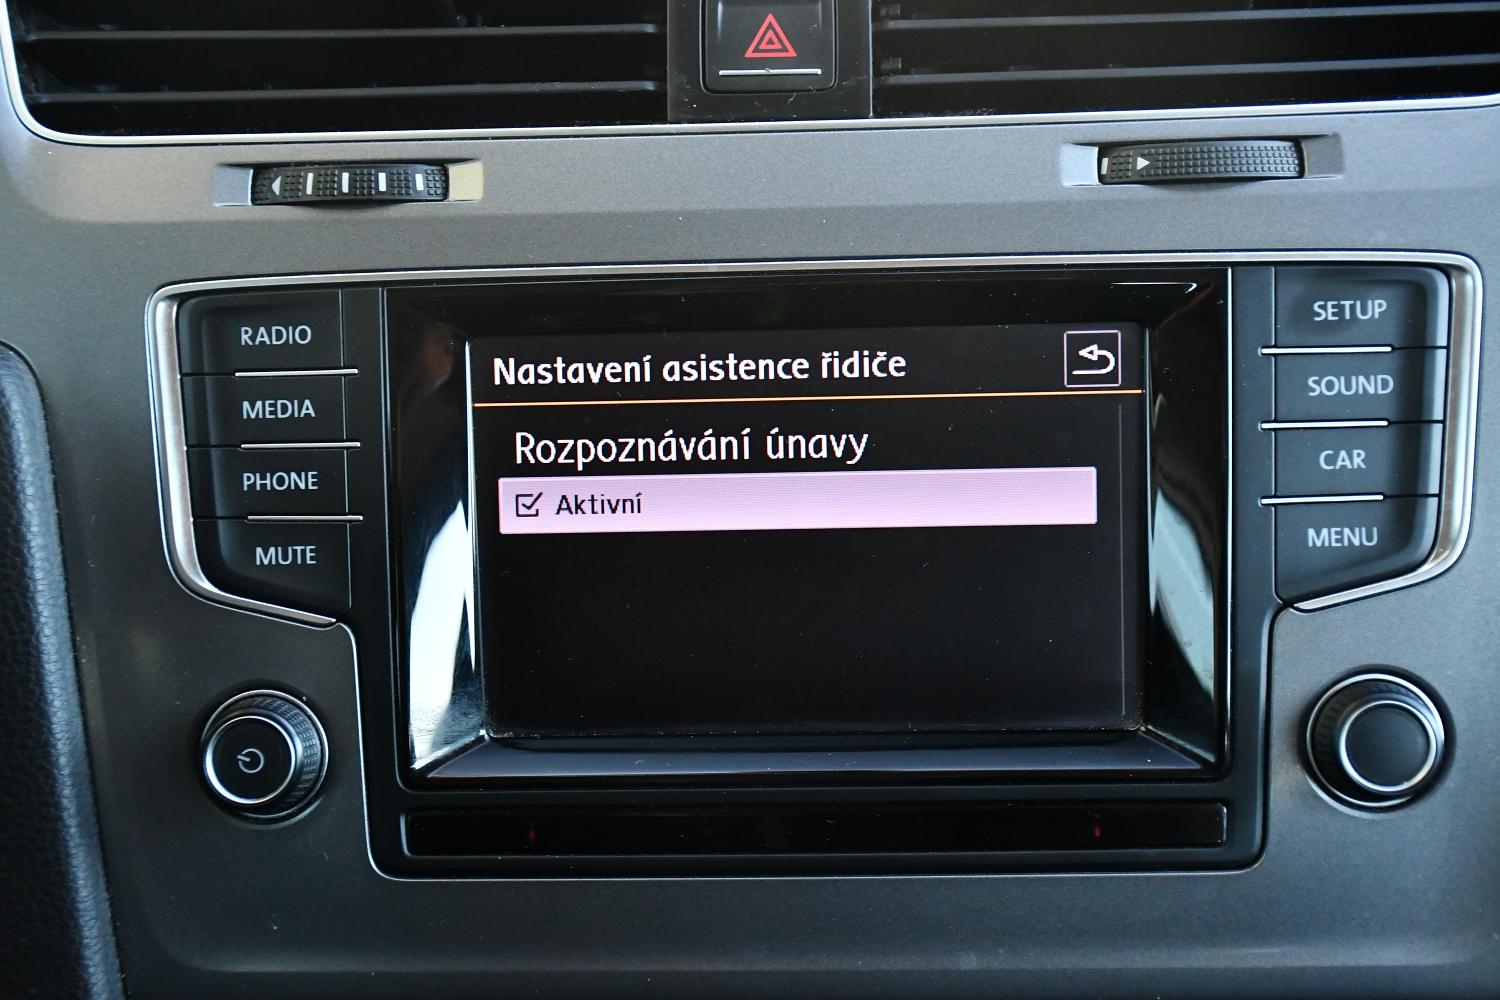 RADIO
MEDIA
PHONE
MUTE
Nastavení asistence řidiče
Rozpoznávání únavy
Aktivní
SETUP
SOUND
CAR
MENU